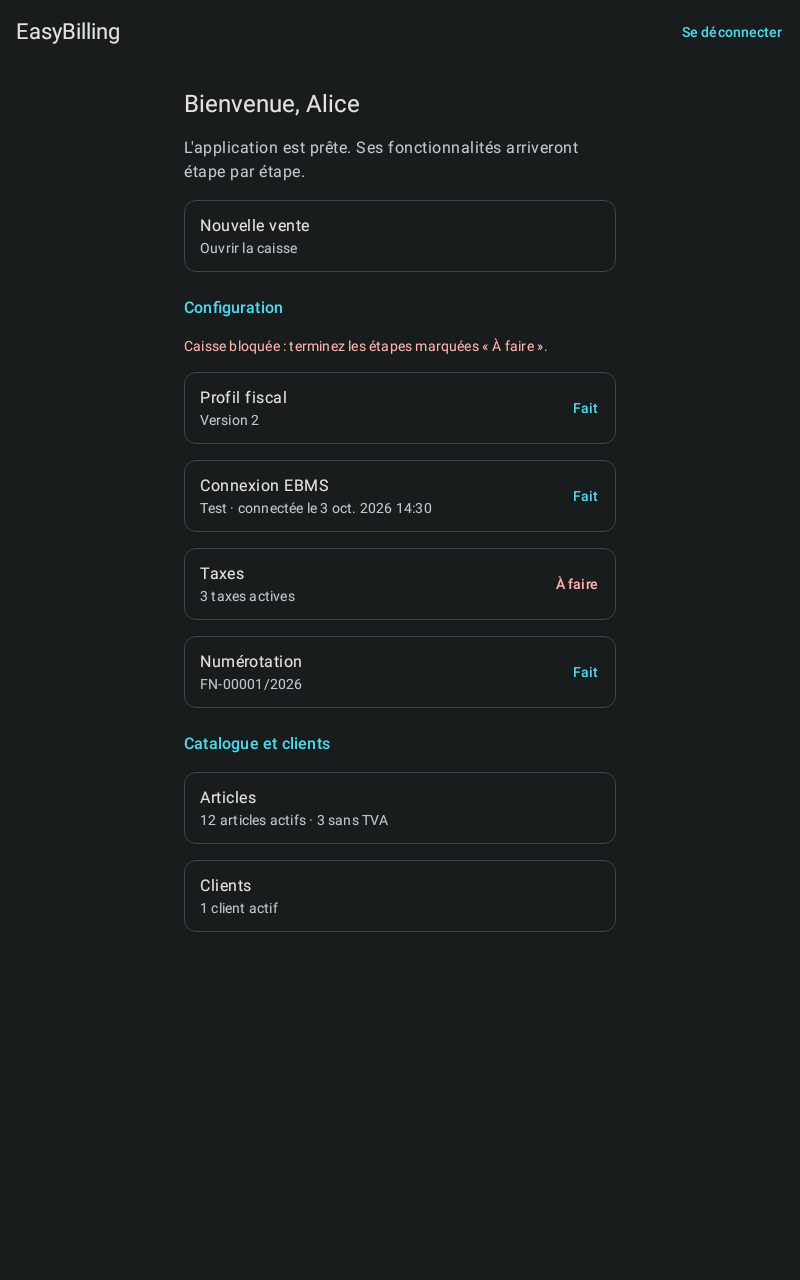 EasyBilling
Se déconnecter
Bienvenue, Alice
L'application est prête. Ses fonctionnalités arriveront
étape par étape.
Nouvelle vente
Ouvrir la caisse
Configuration
Caisse bloquée : terminez les étapes marquées « À faire ».
Profil fiscal
Version 2
Fait
Connexion EBMS
Test · connectée le 3 oct. 2026 14:30
Fait
Taxes
3 taxes actives
À faire
Numérotation
FN-00001/2026
Fait
Catalogue et clients
Articles
12 articles actifs · 3 sans TVA
Clients
1 client actif